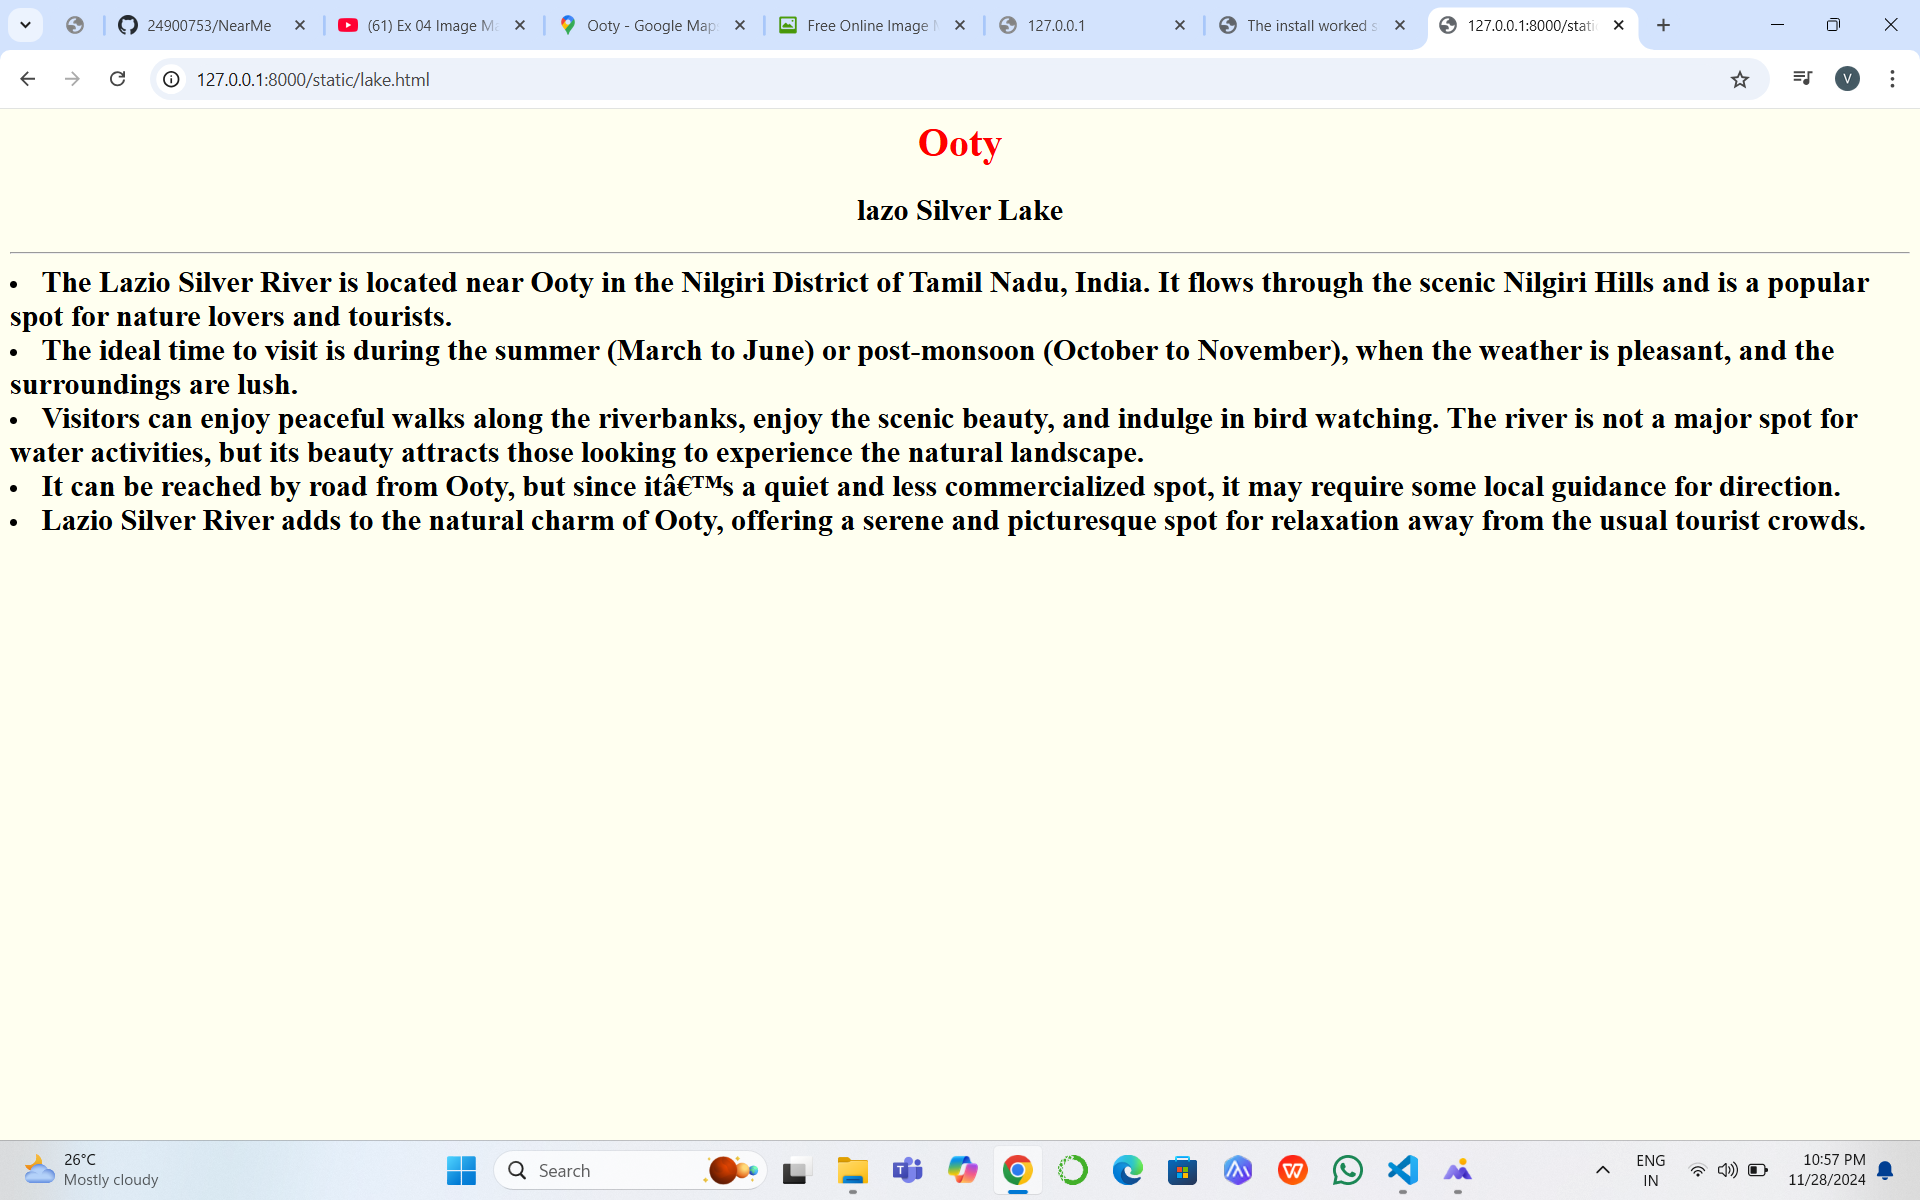 24900753/NearMe
(61) Ex 04 Image Ma
Ooty - Google Maps
Free Online Image M
127.0.0.1
The install worked s
127.0.0.1:8000/stati
127.0.0.1:8000/static/lake.html
V
Ooty
lazo Silver Lake
• The Lazio Silver River is located near Ooty in the Nilgiri District of Tamil Nadu, India. It flows through the scenic Nilgiri Hills and is a popular
spot for nature lovers and tourists.
• The ideal time to visit is during the summer (March to June) or post-monsoon (October to November), when the weather is pleasant, and the
surroundings are lush.
• Visitors can enjoy peaceful walks along the riverbanks, enjoy the scenic beauty, and indulge in bird watching. The river is not a major spot for
water activities, but its beauty attracts those looking to experience the natural landscape.
• It can be reached by road from Ooty, but since itâ€™s a quiet and less commercialized spot, it may require some local guidance for direction.
• Lazio Silver River adds to the natural charm of Ooty, offering a serene and picturesque spot for relaxation away from the usual tourist crowds.
26°C
Mostly cloudy
Search
ENG
IN
10:57 PM
11/28/2024